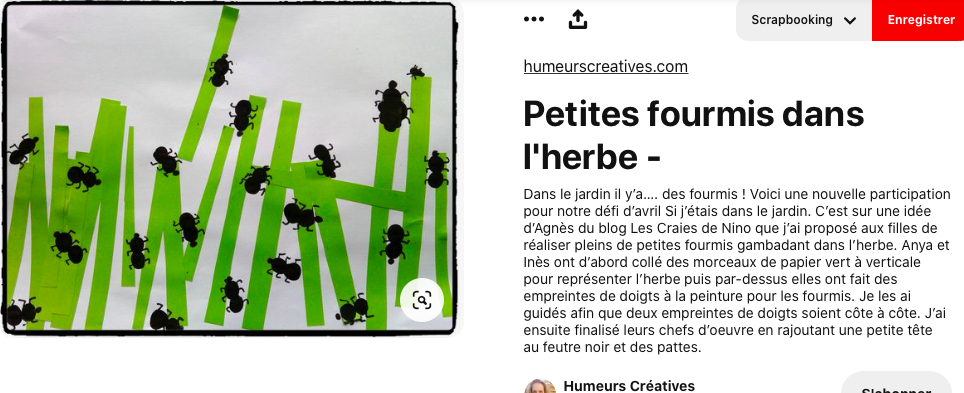 Scrapbooking
Enregistrer
humeurscreatives.com
Petites fourmis dans
l'herbe -
Dans le jardin il y’a.... des fourmis ! Voici une nouvelle participation
pour notre défi d’avril Si j’étais dans le jardin. C’est sur une idée
d’Agnès du blog Les Craies de Nino que j’ai proposé aux filles de
réaliser pleins de petites fourmis gambadant dans l’herbe. Anya et
Inès ont d’abord collé des morceaux de papier vert à verticale
pour représenter l’herbe puis par-dessus elles ont fait des
empreintes de doigts à la peinture pour les fourmis. Je les ai
guidés afin que deux empreintes de doigts soient côte à côte. J’ai
ensuite finalisé leurs chefs d’oeuvre en rajoutant une petite tête
au feutre noir et des pattes.
Humeurs Créatives
S'abonner